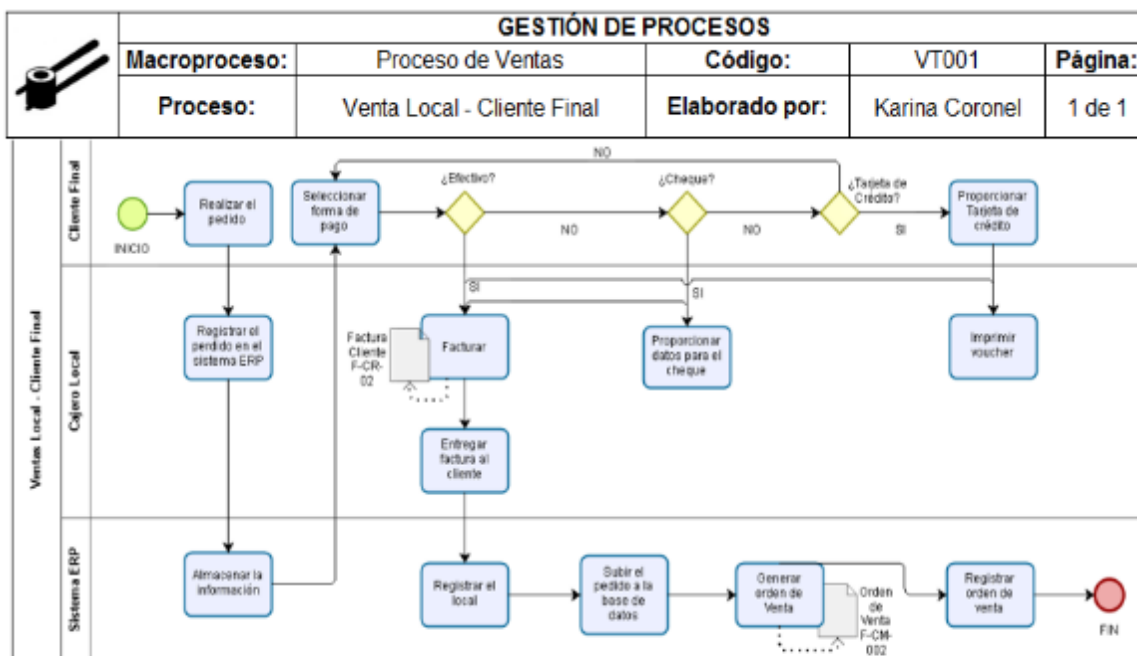 GESTIÓN DE PROCESOS
Macroproceso: Proceso de Ventas Código: VT001 Página:
Proceso: Venta Local - Cliente Final Elaborado por: Karina Coronel 1 de 1
Ventas Local - Cliente Final
Cliente Final
INICIO
Realizar el
pedido
Seleccionar
forma de
pago
¿Efectivo?
NO
¿Cheque?
NO
NO
¿Tarjeta de
Crédito?
SI
Proporcionar
Tarjeta de
crédito
Cajero Local
Registrar el
perdido en el
sistema ERP
SI
Factura
Cliente
F-CR-
02
Facturar
SI
Proporcionar
datos para el
cheque
Imprimir
voucher
Entregar
factura al
cliente
Sistema ERP
Almacenar la
información
Registrar el
local
Subir el
pedido a la
base de
datos
Generar
orden de
Venta
Orden
de
Venta
F-CM-
002
Registrar
orden de
venta
FIN